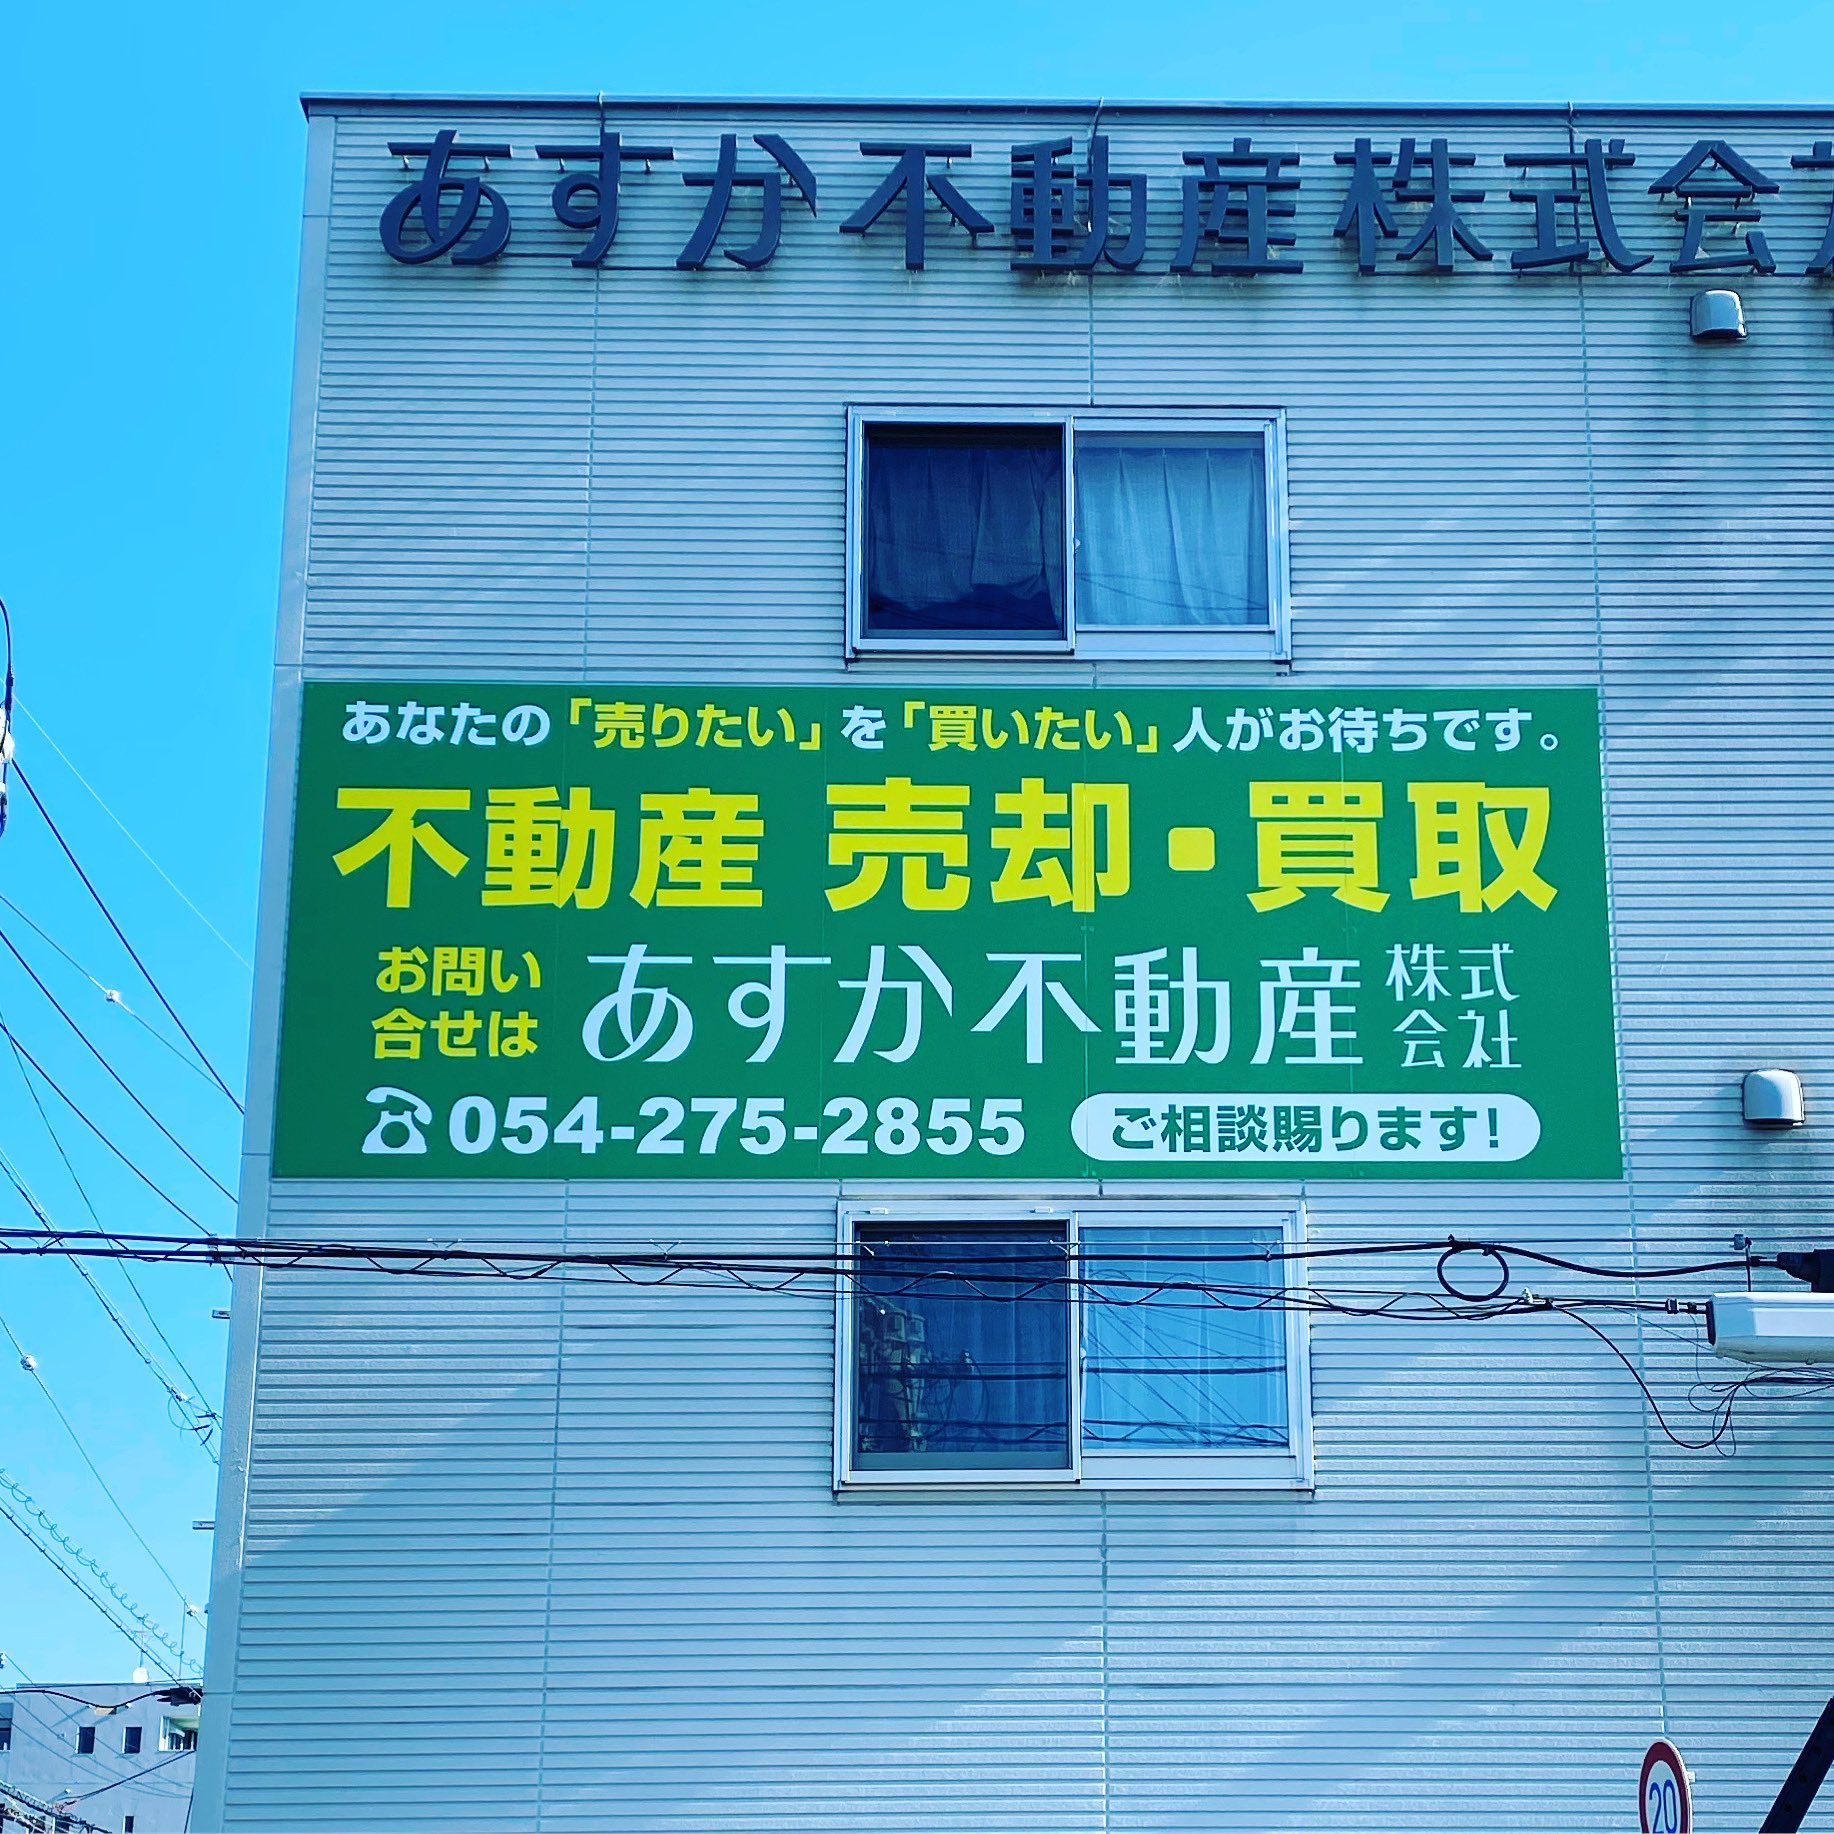 あすか不動産株式会
あなたの「売りたい」を「買いたい」人がお待ちです。
不動産 売却・買取
お問い
合せは
あすか不動産
株式
会社
054-275-2855
ご相談賜ります!
20